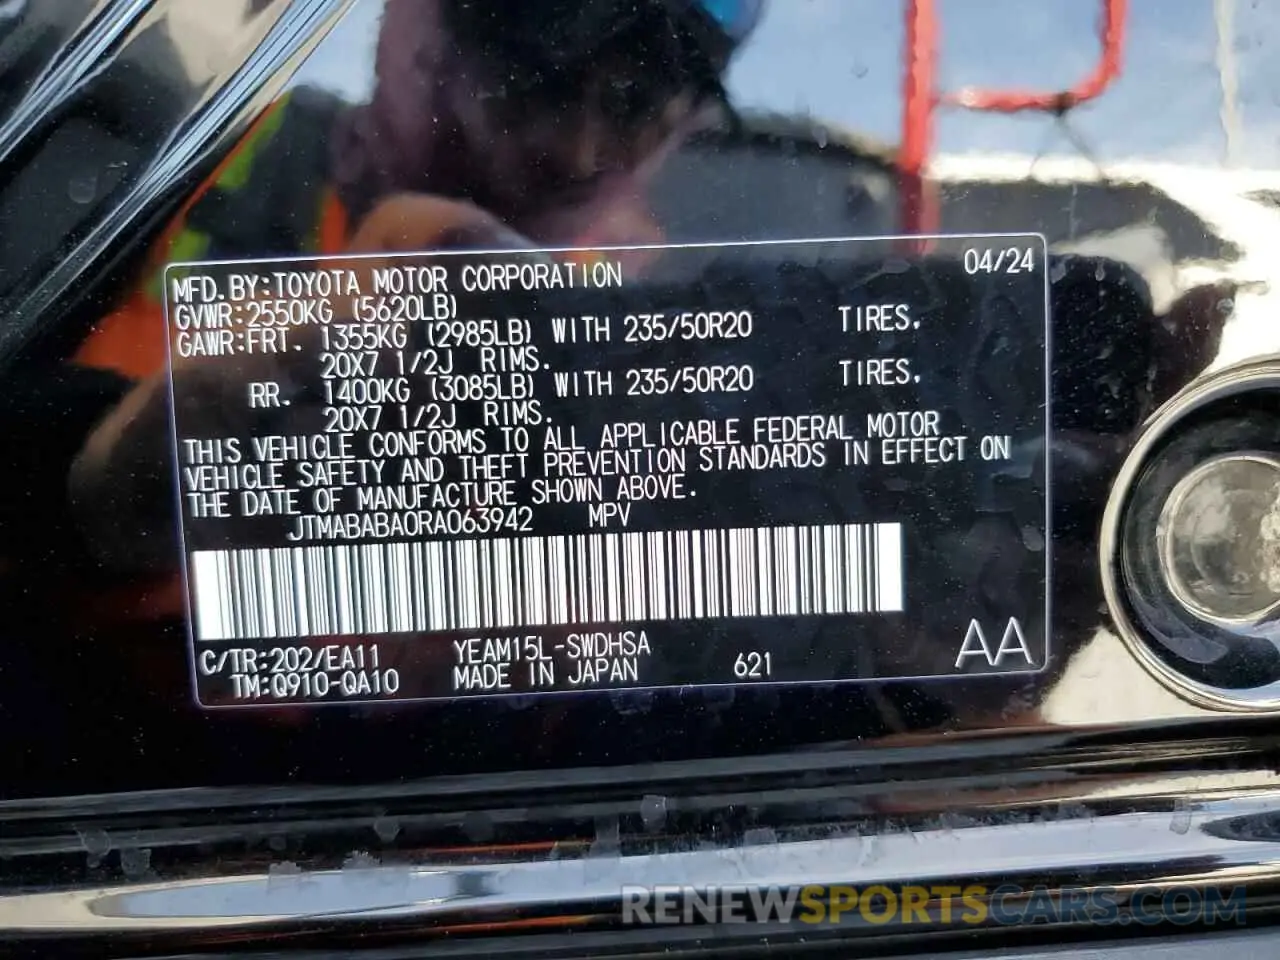 MFD.BY:TOYOTA MOTOR CORPORATION 04/24
GVWR:2550KG (5620LB)
GAWR:FRT. 1355KG (2985LB) WITH 235/50R20 TIRES.
20X7 1/2J RIMS.
RR. 1400KG (3085LB) WITH 235/50R20 TIRES.
20X7 1/2J RIMS.
THIS VEHICLE CONFORMS TO ALL APPLICABLE FEDERAL MOTOR
VEHICLE SAFETY AND THEFT PREVENTION STANDARDS IN EFFECT ON
THE DATE OF MANUFACTURE SHOWN ABOVE.
JTMABABA0RA063942 MPV
C/TR:202/EA11 YEAM15L-SWDHSA
TM:Q910-QA10 MADE IN JAPAN 621 AA
RENEWSPORTSCARS.COM